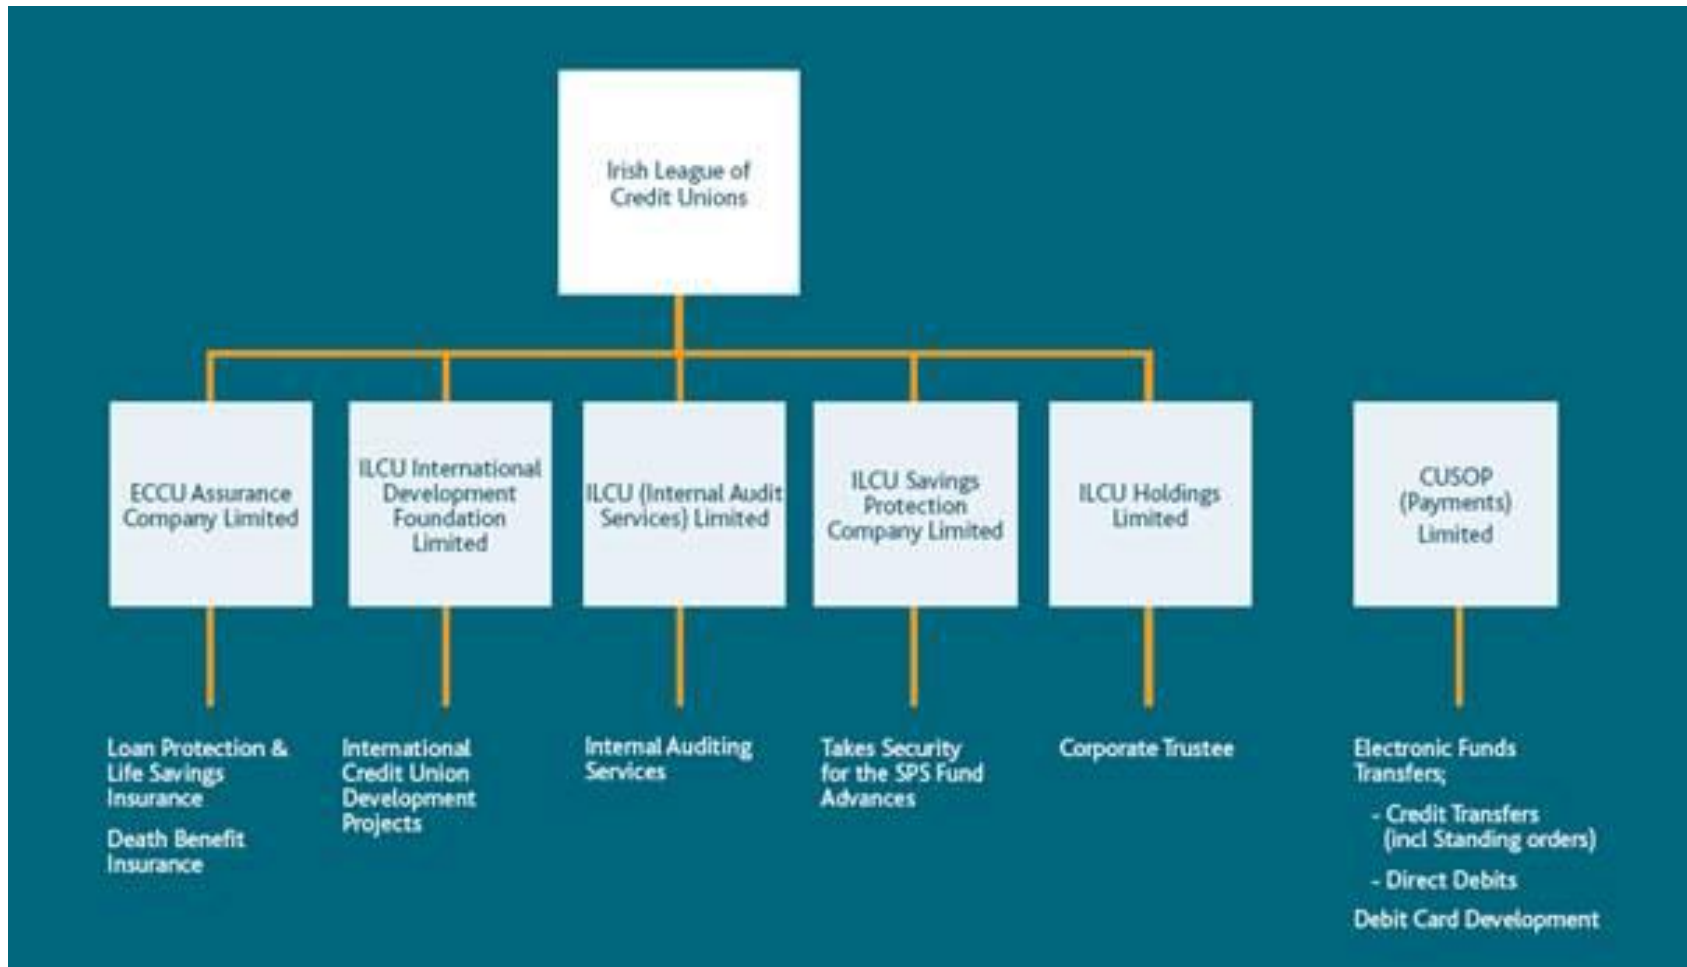 Irish League of
Credit Unions
ECCU Assurance
Company Limited
ILCU International
Development
Foundation
Limited
ILCU (Internal Audit
Services) Limited
ILCU Savings
Protection
Company Limited
ILCU Holdings
Limited
CUSOP
(Payments)
Limited
Loan Protection &
Life Savings
Insurance
Death Benefit
Insurance
International
Credit Union
Development
Projects
Internal Auditing
Services
Takes Security
for the SPS Fund
Advances
Corporate Trustee
Electronic Funds
Transfers;
- Credit Transfers
(incl Standing orders)
- Direct Debits
Debit Card Development